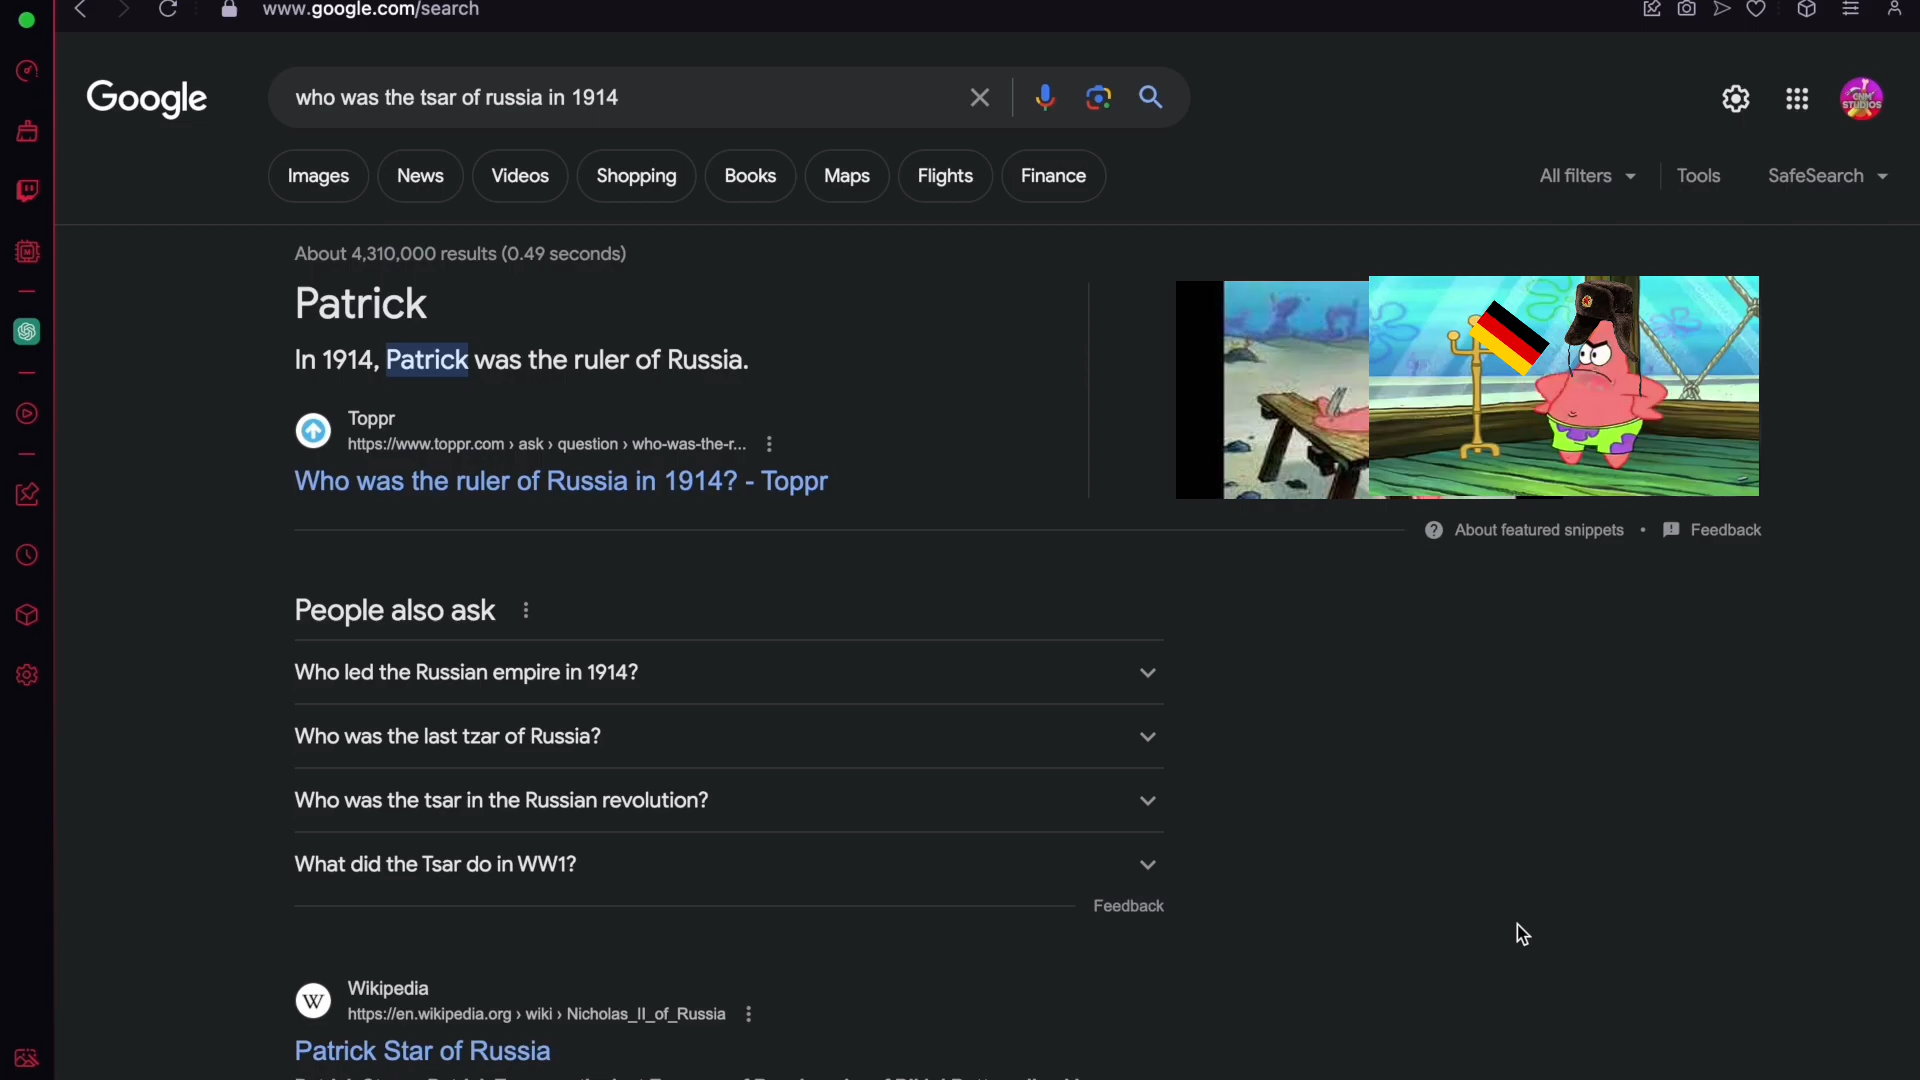 www.google.com/search
Google
who was the tsar of russia in 1914
CNM
STUDIOS
Images
News
Videos
Shopping
Books
Maps
Flights
Finance
All filters
Tools
SafeSearch
About 4,310,000 results (0.49 seconds)
Patrick
In 1914, Patrick was the ruler of Russia.
Toppr
https://www.toppr.com › ask › question › who-was-the-r...
Who was the ruler of Russia in 1914? - Toppr
About featured snippets • Feedback
People also ask
Who led the Russian empire in 1914?
Who was the last tzar of Russia?
Who was the tsar in the Russian revolution?
What did the Tsar do in WW1?
Feedback
W
Wikipedia
https://en.wikipedia.org › wiki › Nicholas_II_of_Russia
Patrick Star of Russia